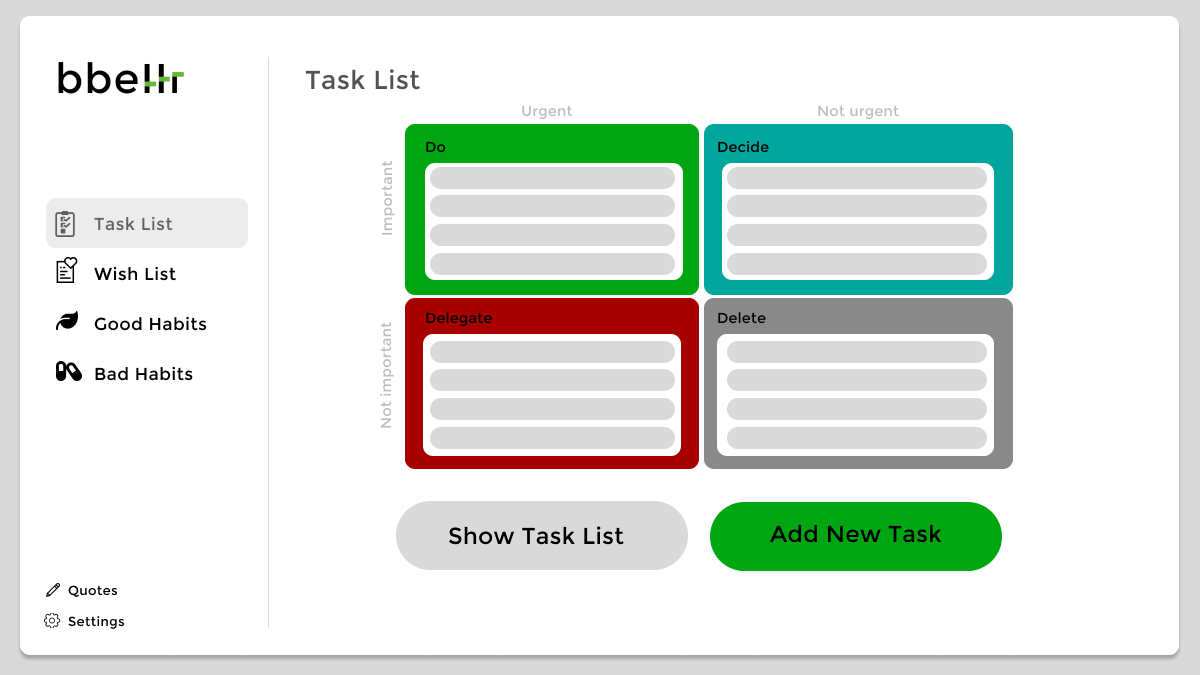 bbellr
Task List
Urgent
Not urgent
Important
Do
Decide
Task List
Wish List
Good Habits
Bad Habits
Not important
Delegate
Delete
Show Task List
Add New Task
Quotes
Settings